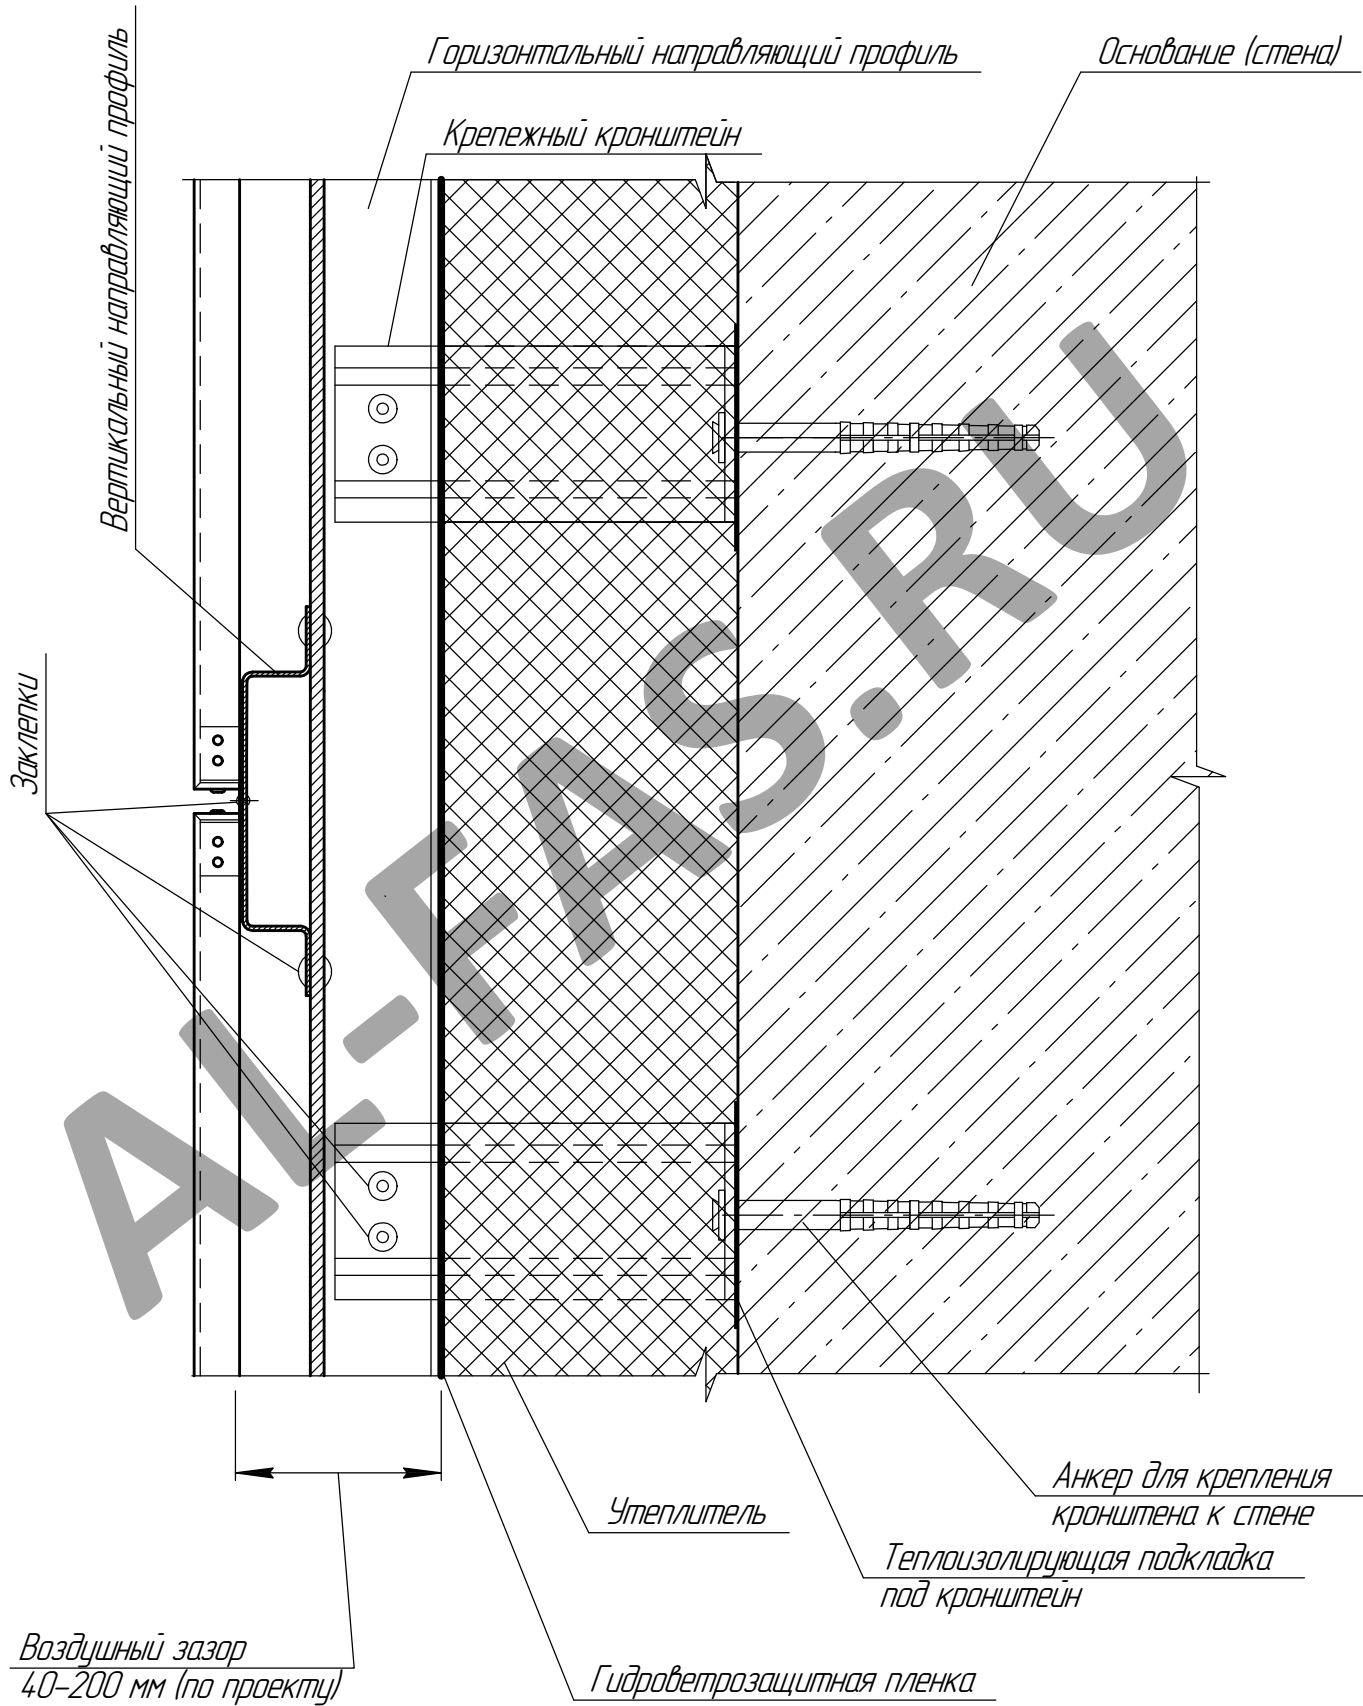 Горизонтальный направляющий профиль
Основание (стена)
Крепежный кронштейн
Вертикальный направляющий профиль
Заклепки
AL-FAS.RU
Анкер для крепления
кронштена к стене
Утеплитель
Теплоизолирующая подкладка
под кронштейн
Воздушный зазор
40-200 мм (по проекту)
Гидроветрозащитная пленка